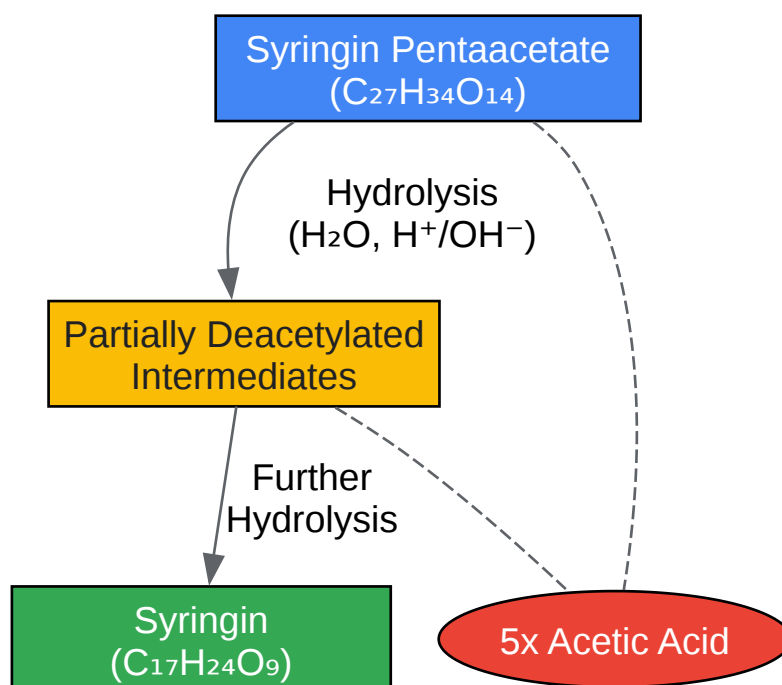 Syringin Pentaacetate
(C₂₇H₃₄O₁₄)
Hydrolysis
(H₂O, H⁺/OH⁻)
Partially Deacetylated
Intermediates
Further
Hydrolysis
Syringin
(C₁₇H₂₄O₉)
5x Acetic Acid